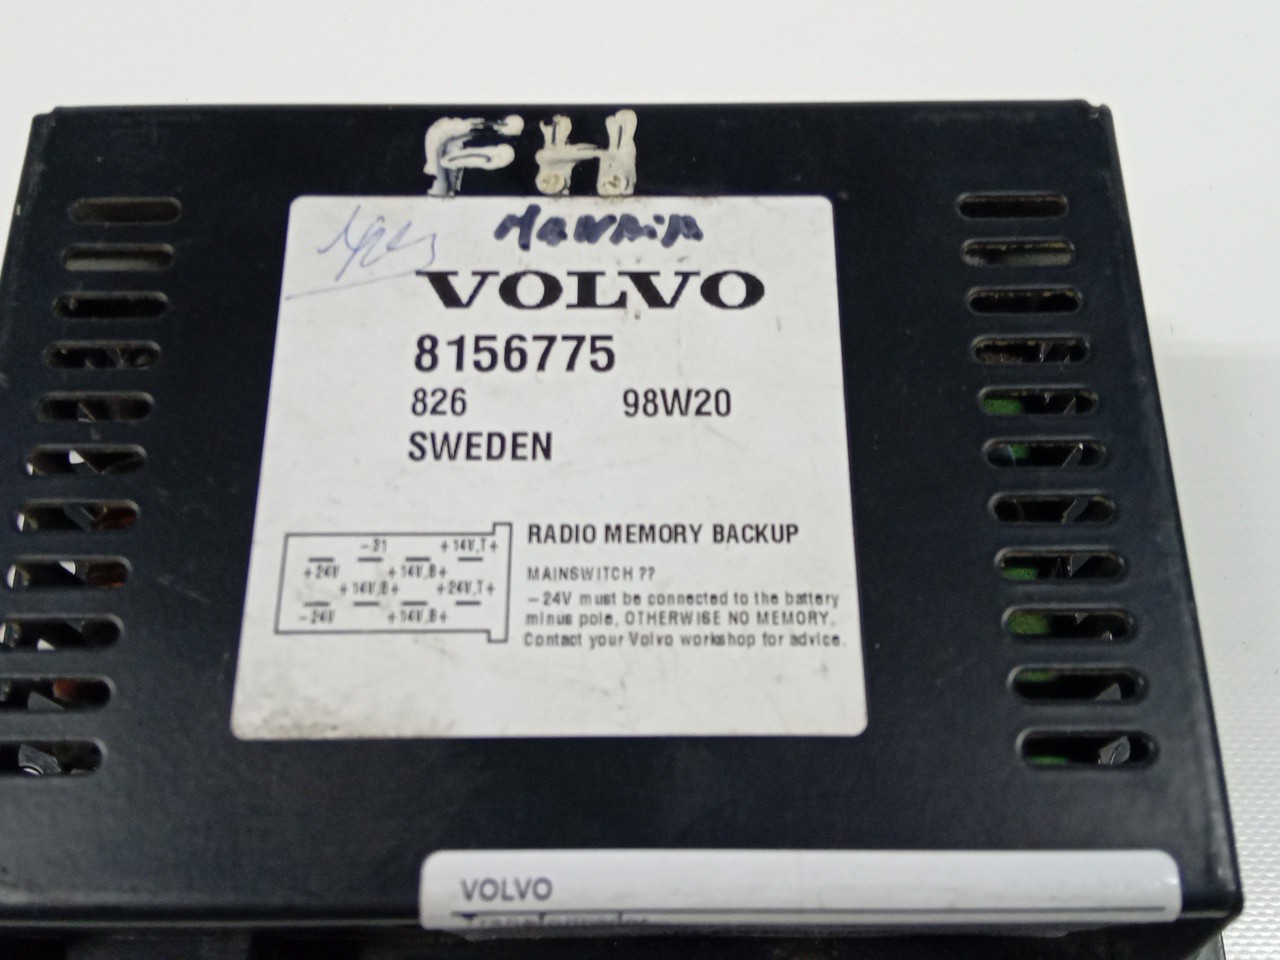 FH
VOLVO
8156775
826 98W20
SWEDEN
-31 +14V,T+
+24V +14V,B+
+14V,B+ +24V,T+
-24V +14V,B+
RADIO MEMORY BACKUP
MAINSWITCH ??
-24V must be connected to the battery
minus pole, OTHERWISE NO MEMORY.
Contact your Volvo workshop for advice.
VOLVO
Transformador